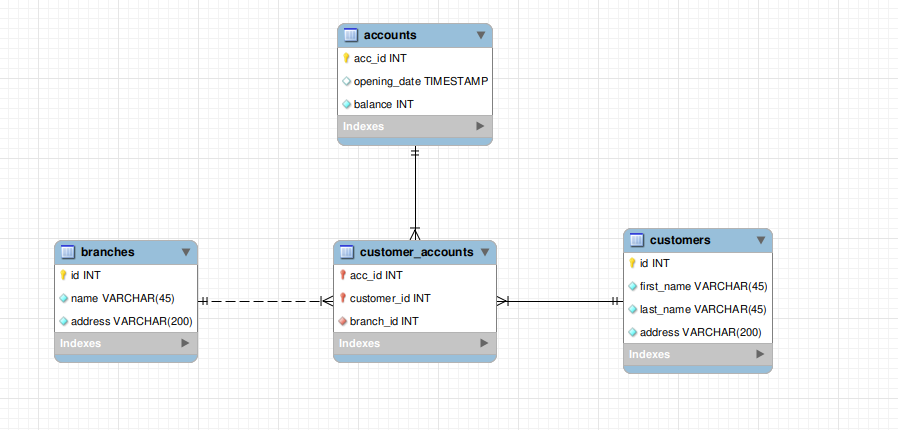 accounts
acc_id INT
opening_date TIMESTAMP
balance INT
Indexes
branches
id INT
name VARCHAR(45)
address VARCHAR(200)
Indexes
customer_accounts
acc_id INT
customer_id INT
branch_id INT
Indexes
customers
id INT
first_name VARCHAR(45)
last_name VARCHAR(45)
address VARCHAR(200)
Indexes